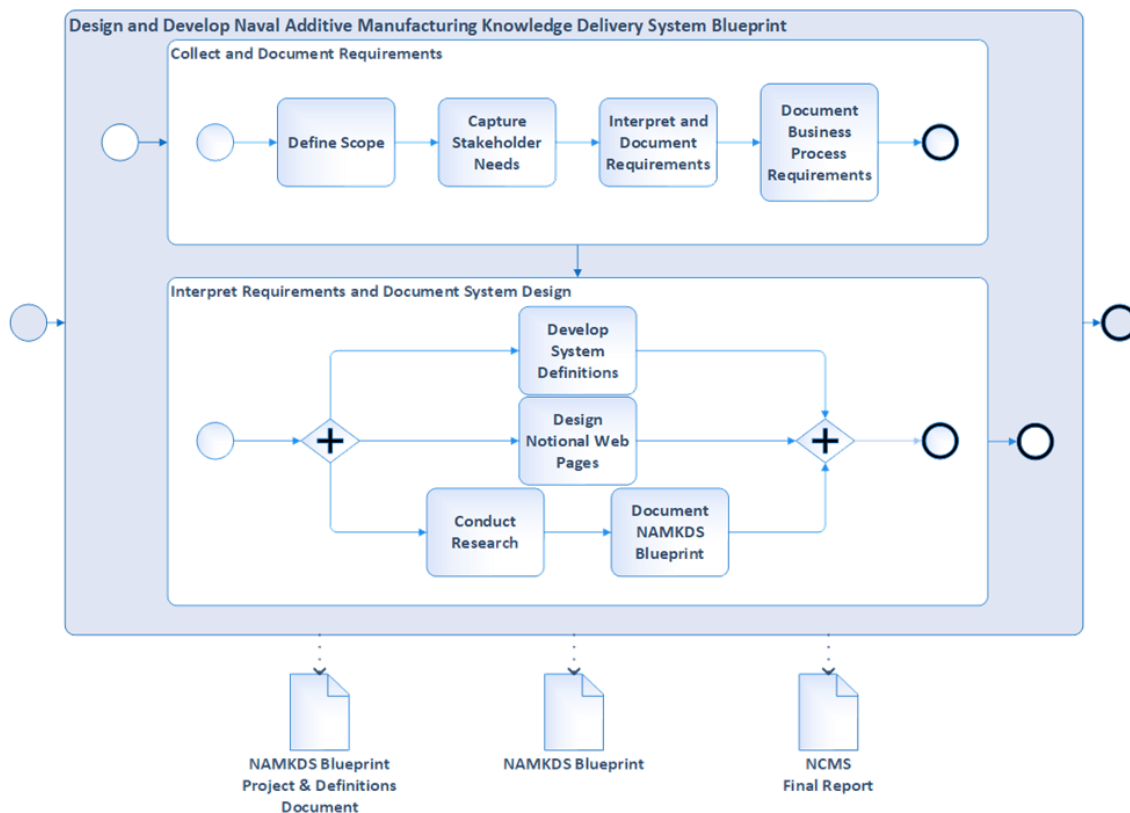 Design and Develop Naval Additive Manufacturing Knowledge Delivery System Blueprint
Collect and Document Requirements
Define Scope
Capture
Stakeholder
Needs
Interpret and
Document
Requirements
Document
Business
Process
Requirements
Interpret Requirements and Document System Design
Develop
System
Definitions
Design
Notional Web
Pages
Conduct
Research
Document
NAMKDS
Blueprint
NAMKDS Blueprint
Project & Definitions
Document
NAMKDS Blueprint
NCMS
Final Report